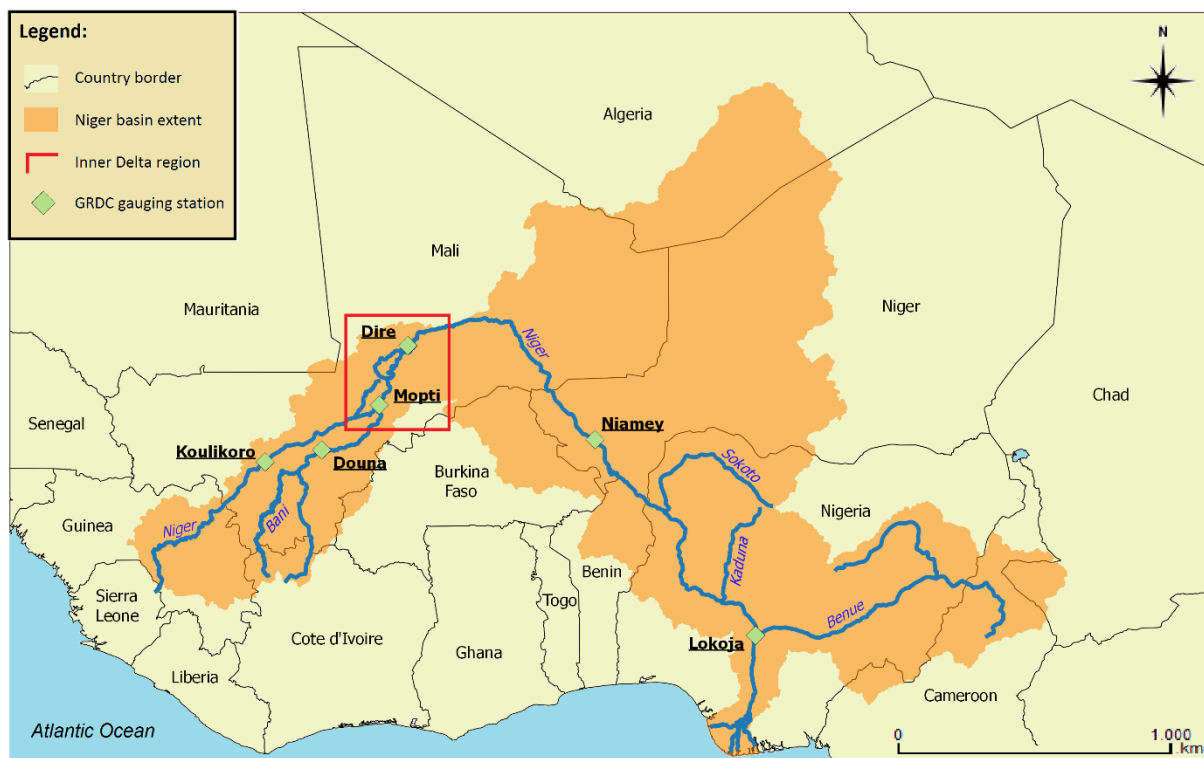 Legend:
Country border
Niger basin extent
Inner Delta region
GRDC gauging station
N
Algeria
Mali
Mauritania
Niger
Dire
Niger
Mopti
Chad
Senegal
Niamey
Koulikoro
Douna
Sokoto
Burkina
Faso
Guinea
Niger
Bani
Nigeria
Kaduna
Benin
Sierra
Leone
Togo
Benue
Cote d'Ivoire
Ghana
Lokoja
Liberia
Cameroon
Atlantic Ocean
0
1.000
km